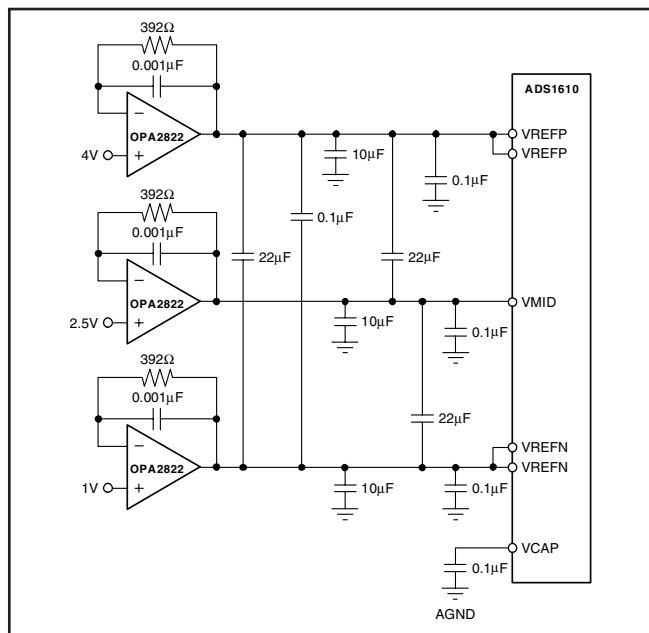 392Ω
0.001μF
ADS1610
−
OPA2822
VREFP
4V
+
10μF
VREFP
0.1μF
392Ω
0.1μF
0.001μF
22μF
22μF
−
OPA2822
VMID
2.5V
+
10μF
0.1μF
392Ω
0.001μF
22μF
−
VREFN
OPA2822
VREFN
1V
+
10μF
0.1μF
VCAP
0.1μF
AGND